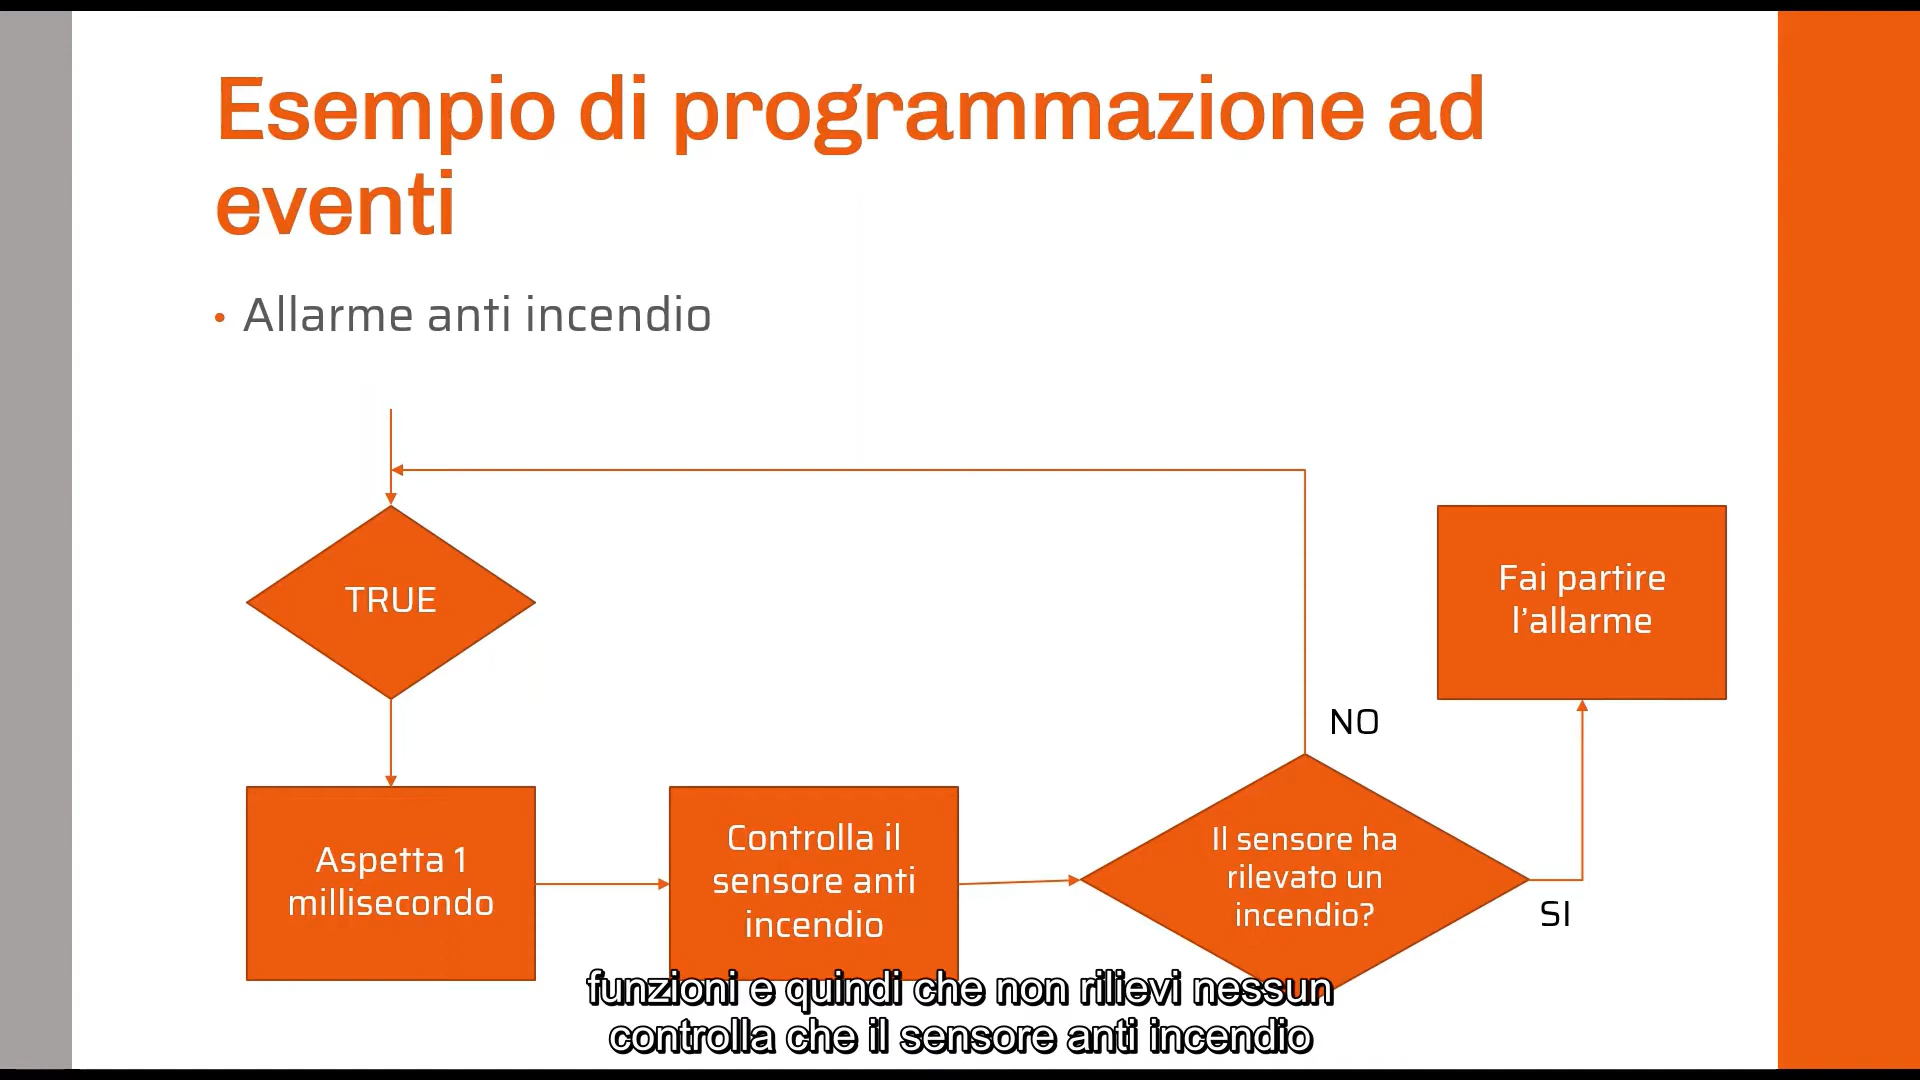 Esempio di programmazione ad
eventi
• Allarme anti incendio
TRUE
Fai partire
l'allarme
NO
Aspetta 1
millisecondo
Controlla il
sensore anti
incendio
Il sensore ha
rilevato un
incendio?
SI
funzioni e quindi che non rilievi nessun
controlla che il sensore anti incendio